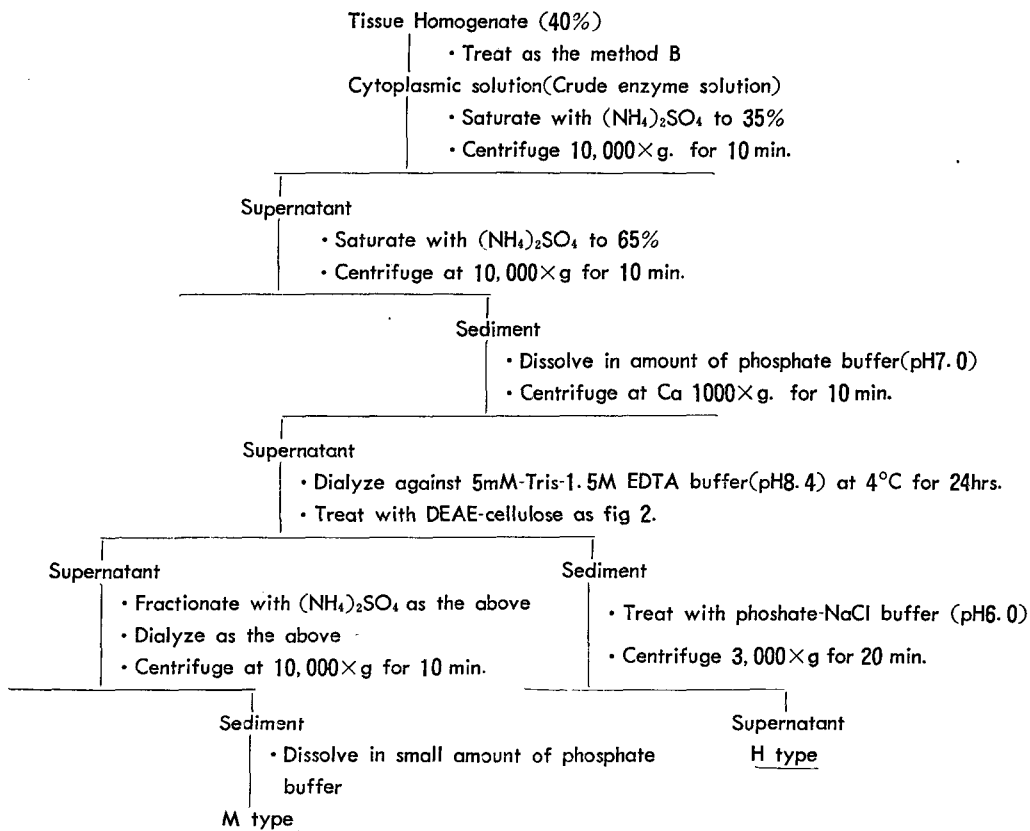 Tissue Homogenate (40%)
· Treat as the method B
Cytoplasmic solution(Crude enzyme solution)
· Saturate with (NH₄)₂SO₄ to 35%
· Centrifuge 10,000×g. for 10 min.
Supernatant
· Saturate with (NH₄)₂SO₄ to 65%
· Centrifuge at 10,000×g for 10 min.
Sediment
· Dissolve in amount of phosphate buffer(pH7.0)
· Centrifuge at Ca 1000×g. for 10 min.
Supernatant
· Dialyze against 5mM-Tris-1.5M EDTA buffer(pH8.4) at 4°C for 24hrs.
· Treat with DEAE-cellulose as fig 2.
Supernatant
· Fractionate with (NH₄)₂SO₄ as the above
· Dialyze as the above
· Centrifuge at 10,000×g for 10 min.
Sediment
· Dissolve in small amount of phosphate
buffer
M type
Sediment
· Treat with phoshate-NaCl buffer (pH6.0)
· Centrifuge 3,000×g for 20 min.
Supernatant
H type